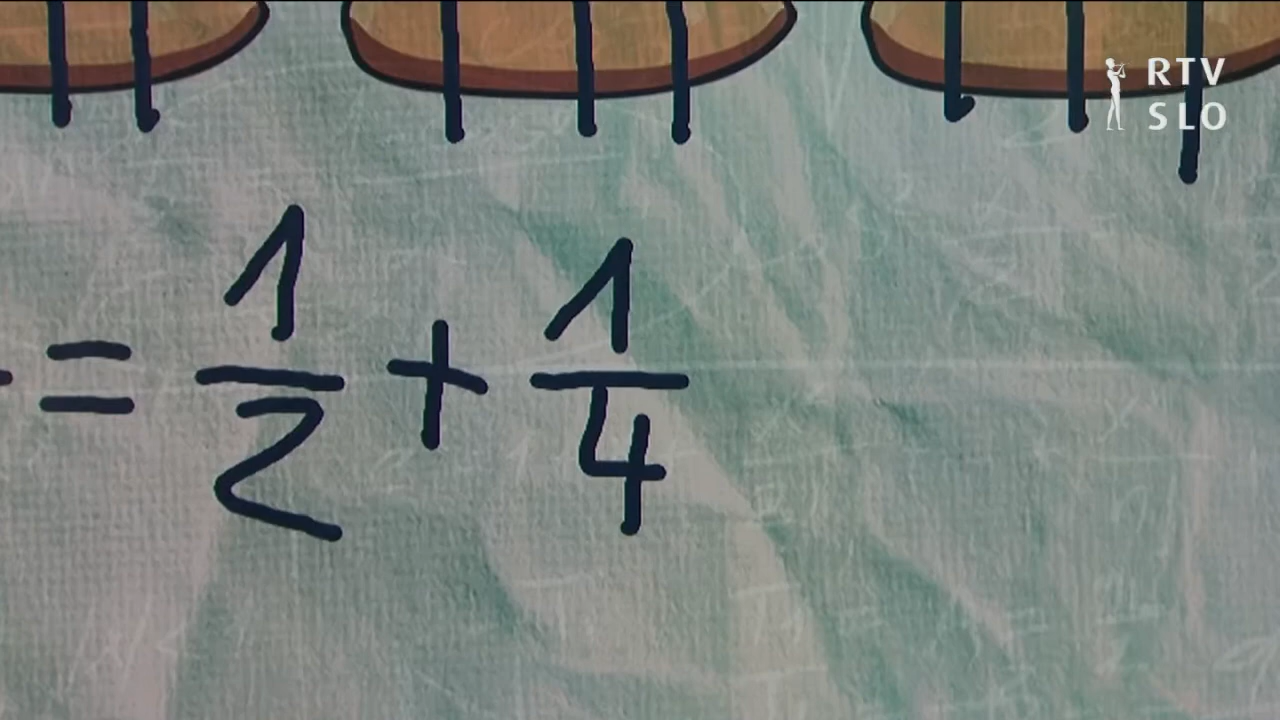 RTV
SLO
= 1/2 + 1/4